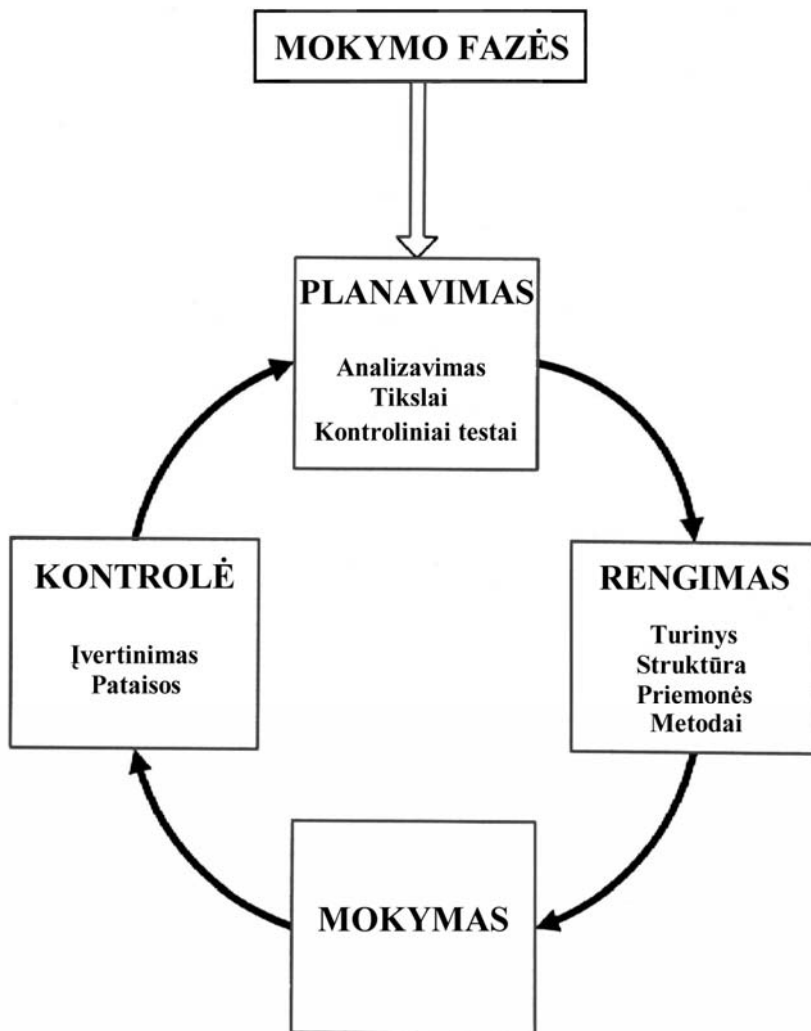 MOKYMO FAZĖS
PLANAVIMAS
Analizavimas
Tikslai
Kontroliniai testai
KONTROLĖ
Įvertinimas
Pataisos
RENGIMAS
Turinys
Struktūra
Priemonės
Metodai
MOKYMAS